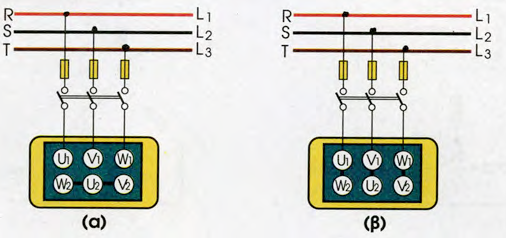 R L1
S L2
T L3
U1 V1 W1
W2 U2 V2
(α)
R L1
S L2
T L3
U1 V1 W1
W2 U2 V2
(β)